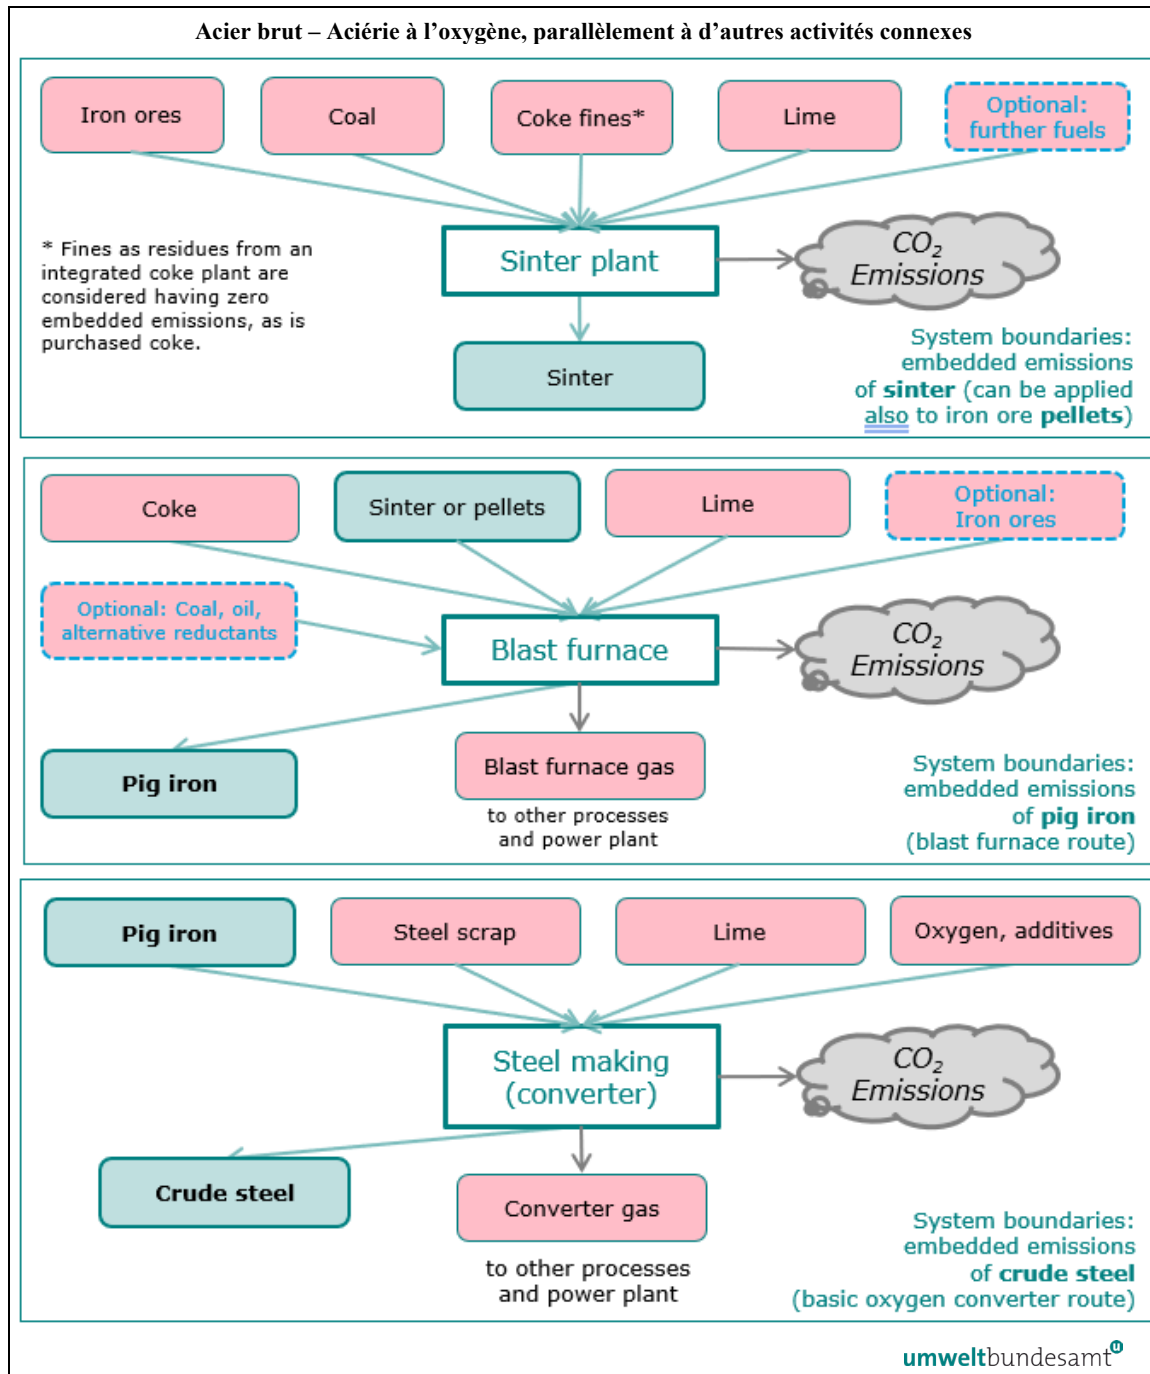 Acier brut – Aciérie à l'oxygène, parallèlement à d'autres activités connexes
Iron ores
Coal
Coke fines*
Lime
Optional:
further fuels
* Fines as residues from an
integrated coke plant are
considered having zero
embedded emissions, as is
purchased coke.
Sinter plant
CO2
Emissions
Sinter
System boundaries:
embedded emissions
of sinter (can be applied
also to iron ore pellets)
Coke
Sinter or pellets
Lime
Optional:
Iron ores
Optional: Coal, oil,
alternative reductants
Blast furnace
CO2
Emissions
Pig iron
Blast furnace gas
to other processes
and power plant
System boundaries:
embedded emissions
of pig iron
(blast furnace route)
Pig iron
Steel scrap
Lime
Oxygen, additives
Steel making
(converter)
CO2
Emissions
Crude steel
Converter gas
to other processes
and power plant
System boundaries:
embedded emissions
of crude steel
(basic oxygen converter route)
umweltbundesamt u